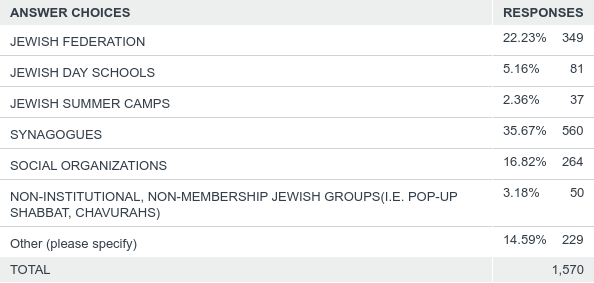 ANSWER CHOICES RESPONSES
JEWISH FEDERATION 22.23% 349
JEWISH DAY SCHOOLS 5.16% 81
JEWISH SUMMER CAMPS 2.36% 37
SYNAGOGUES 35.67% 560
SOCIAL ORGANIZATIONS 16.82% 264
NON-INSTITUTIONAL, NON-MEMBERSHIP JEWISH GROUPS(I.E. POP-UP 3.18% 50
SHABBAT, CHAVURAHS)
Other (please specify) 14.59% 229
TOTAL 1,570